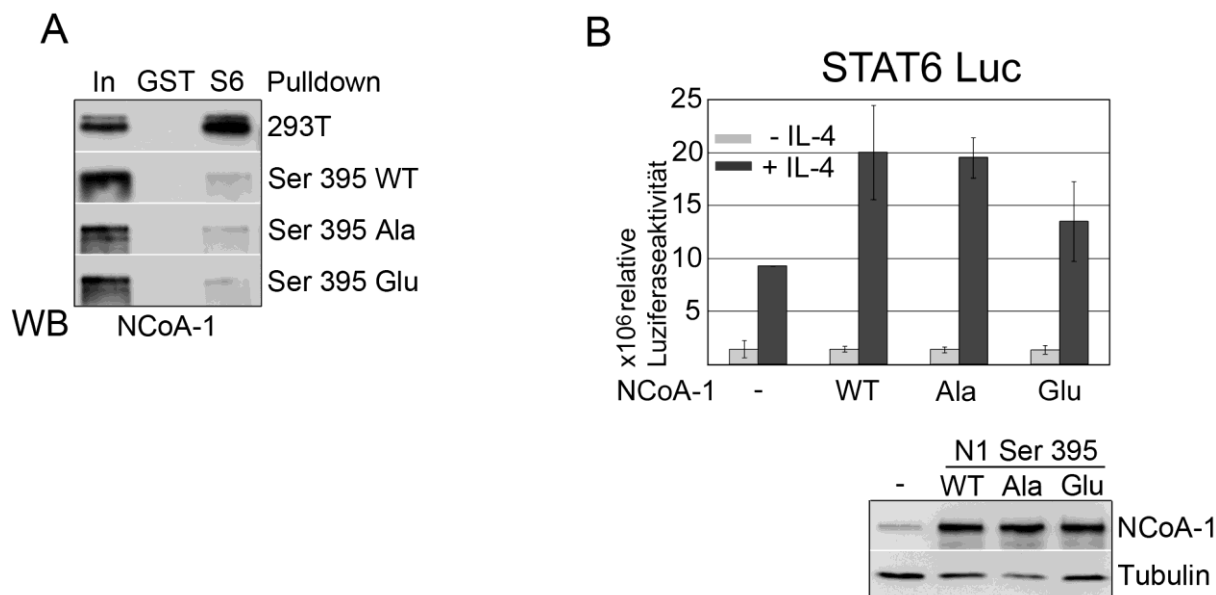 A
In GST S6 Pulldown
293T
Ser 395 WT
Ser 395 Ala
Ser 395 Glu
WB NCoA-1
B
STAT6 Luc
x10⁶ relative
Luziferaseaktivität
25
20
15
10
5
- IL-4
+ IL-4
NCoA-1 - WT Ala Glu
N1 Ser 395
- WT Ala Glu
NCoA-1
Tubulin